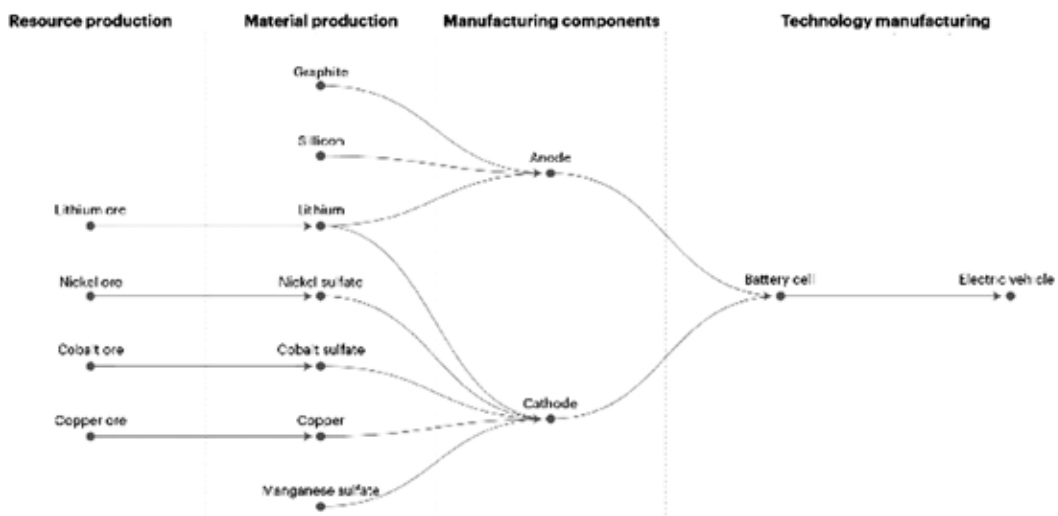 Resource production
Material production
Manufacturing components
Technology manufacturing
Graphite
Sillicon
Anode
Lithium ore
Lithium
Nickel ore
Nickel sulfate
Battery cell
Electric vehicle
Cobalt ore
Cobalt sulfate
Cathode
Copper ore
Copper
Manganese sulfate